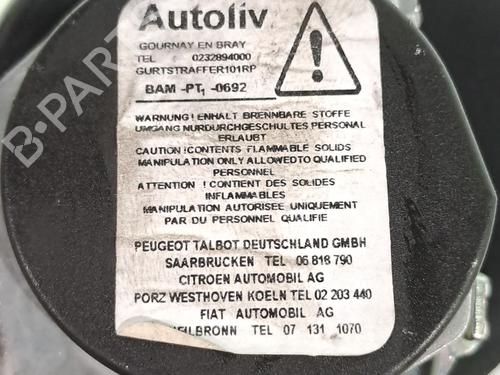 Autoliv
GOURNAY EN BRAY
TEL 0232894000
GURTSTRAFFER101RP
BAM -PT1 -0692
WARNUNG! ENHALT BRENNBARE STOFFE
UMGANG NURDURCHGESCHULTES PERSONAL
ERLAUBT
CAUTION !CONTENTS FLAMMABLE SOLIDS
MANIPULATION ONLY ALLOWEDTO QUALIFIED
PERSONNEL
ATTENTION ! CONTIENT DES SOLIDES
INFLAMMABLES
MANIPULATION AUTORISEE UNIQUEMENT
PAR DU PERSONNEL QUALIFIE
PEUGEOT TALBOT DEUTSCHLAND GMBH
SAARBRUCKEN TEL 06 818 790
CITROEN AUTOMOBIL AG
PORZ WESTHOVEN KOELN TEL 02 203 440
FIAT AUTOMOBIL AG
HEILBRONN TEL 07 131 1070